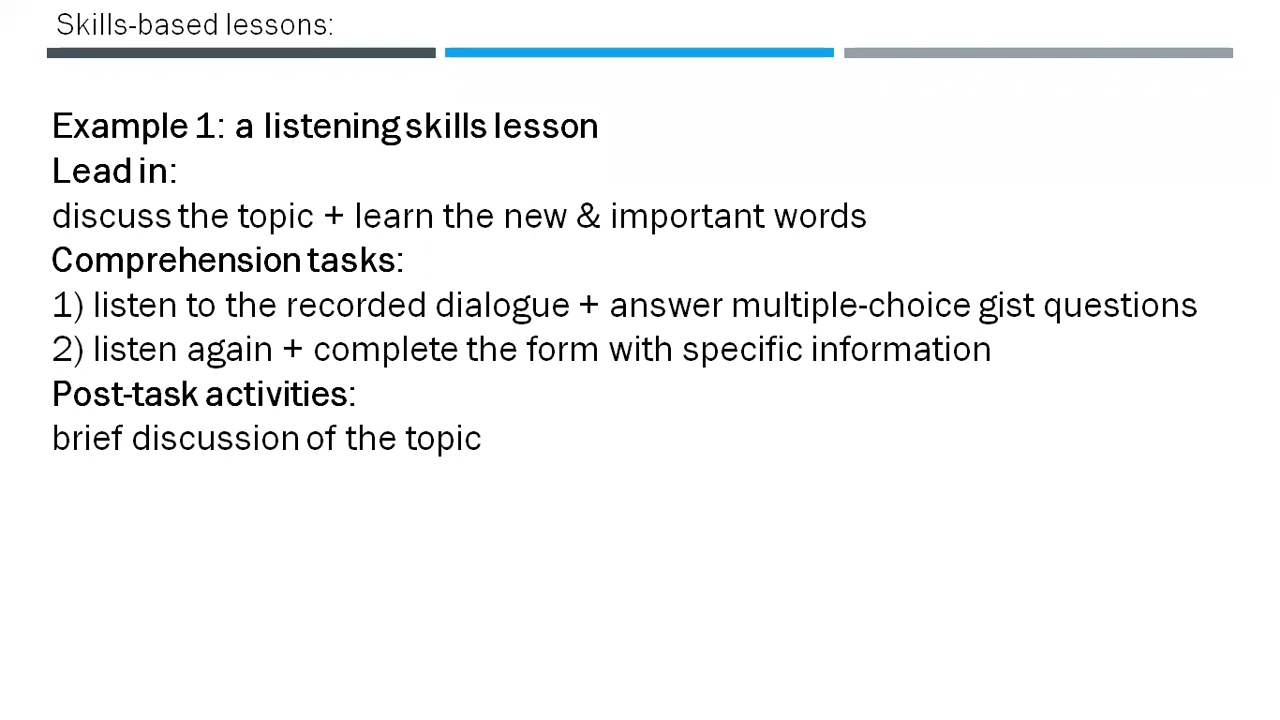 Skills-based lessons:
Example 1: a listening skills lesson
Lead in:
discuss the topic + learn the new & important words
Comprehension tasks:
1) listen to the recorded dialogue + answer multiple-choice gist questions
2) listen again + complete the form with specific information
Post-task activities:
brief discussion of the topic